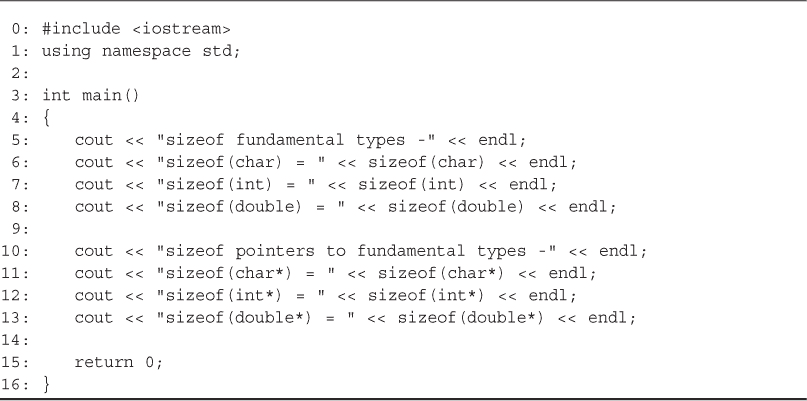 0: #include <iostream>
1: using namespace std;
2:
3: int main()
4: {
5:    cout << "sizeof fundamental types -" << endl;
6:    cout << "sizeof(char) = " << sizeof(char) << endl;
7:    cout << "sizeof(int) = " << sizeof(int) << endl;
8:    cout << "sizeof(double) = " << sizeof(double) << endl;
9:
10:    cout << "sizeof pointers to fundamental types -" << endl;
11:    cout << "sizeof(char*) = " << sizeof(char*) << endl;
12:    cout << "sizeof(int*) = " << sizeof(int*) << endl;
13:    cout << "sizeof(double*) = " << sizeof(double*) << endl;
14:
15:    return 0;
16: }